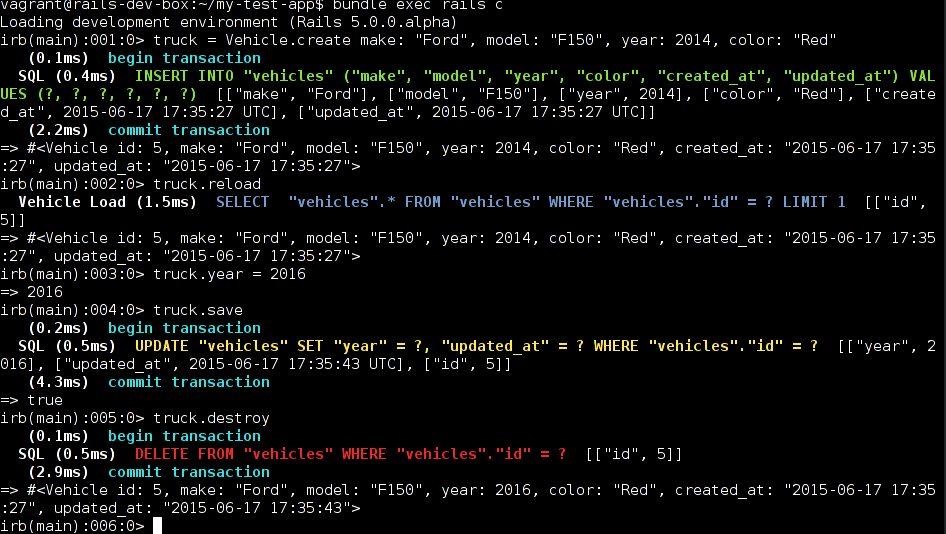 vagrant@rails-dev-box:~/my-test-app$ bundle exec rails c
Loading development environment (Rails 5.0.0.alpha)
irb(main):001:0> truck = Vehicle.create make: "Ford", model: "F150", year: 2014, color: "Red"
   (0.1ms)  begin transaction
  SQL (0.4ms)  INSERT INTO "vehicles" ("make", "model", "year", "color", "created_at", "updated_at") VAL
UES (?, ?, ?, ?, ?, ?)  [["make", "Ford"], ["model", "F150"], ["year", 2014], ["color", "Red"], ["create
d_at", 2015-06-17 17:35:27 UTC], ["updated_at", 2015-06-17 17:35:27 UTC]]
   (2.2ms)  commit transaction
=> #<Vehicle id: 5, make: "Ford", model: "F150", year: 2014, color: "Red", created_at: "2015-06-17 17:35
:27", updated_at: "2015-06-17 17:35:27">
irb(main):002:0> truck.reload
  Vehicle Load (1.5ms)  SELECT  "vehicles".* FROM "vehicles" WHERE "vehicles"."id" = ? LIMIT 1  [["id",
5]]
=> #<Vehicle id: 5, make: "Ford", model: "F150", year: 2014, color: "Red", created_at: "2015-06-17 17:35
:27", updated_at: "2015-06-17 17:35:27">
irb(main):003:0> truck.year = 2016
=> 2016
irb(main):004:0> truck.save
   (0.2ms)  begin transaction
  SQL (0.5ms)  UPDATE "vehicles" SET "year" = ?, "updated_at" = ? WHERE "vehicles"."id" = ?  [["year", 2
016], ["updated_at", 2015-06-17 17:35:43 UTC], ["id", 5]]
   (4.3ms)  commit transaction
=> true
irb(main):005:0> truck.destroy
   (0.1ms)  begin transaction
  SQL (0.5ms)  DELETE FROM "vehicles" WHERE "vehicles"."id" = ?  [["id", 5]]
   (2.9ms)  commit transaction
=> #<Vehicle id: 5, make: "Ford", model: "F150", year: 2016, color: "Red", created_at: "2015-06-17 17:35
:27", updated_at: "2015-06-17 17:35:43">
irb(main):006:0>